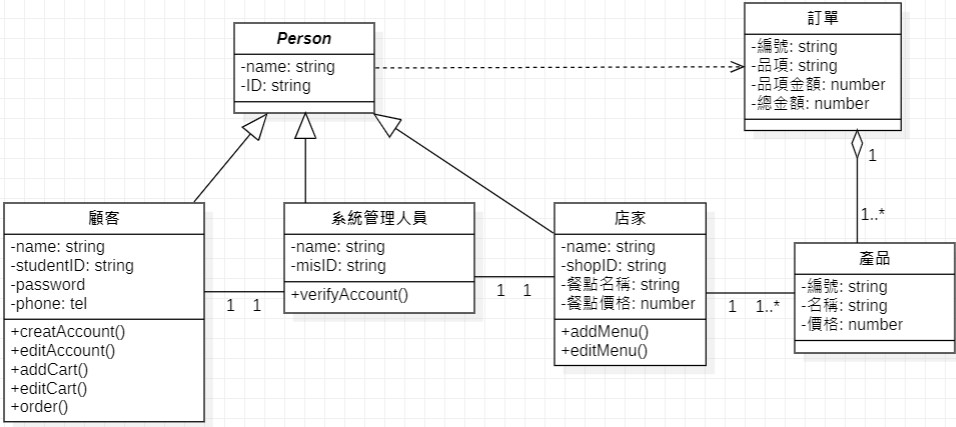 Person
-name: string
-ID: string
訂單
-編號: string
-品項: string
-品項金額: number
-總金額: number
1
1..*
顧客
-name: string
-studentID: string
-password
-phone: tel
+creatAccount()
+editAccount()
+addCart()
+editCart()
+order()
1 1
系統管理人員
-name: string
-misID: string
+verifyAccount()
1 1
店家
-name: string
-shopID: string
-餐點名稱: string
-餐點價格: number
+addMenu()
+editMenu()
1 1..*
產品
-編號: string
-名稱: string
-價格: number